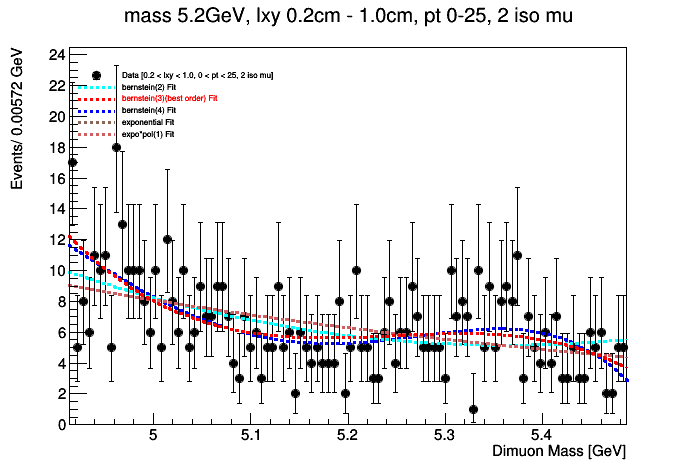 mass 5.2GeV, lxy 0.2cm - 1.0cm, pt 0-25, 2 iso mu
Events/ 0.00572 GeV
24
22
20
18
16
14
12
10
8
6
4
2
0
Data [0.2 < lxy < 1.0, 0 < pt < 25, 2 iso mu]
bernstein(2) Fit
bernstein(3)(best order) Fit
bernstein(4) Fit
exponential Fit
expo*pol(1) Fit
5 5.1 5.2 5.3 5.4
Dimuon Mass [GeV]